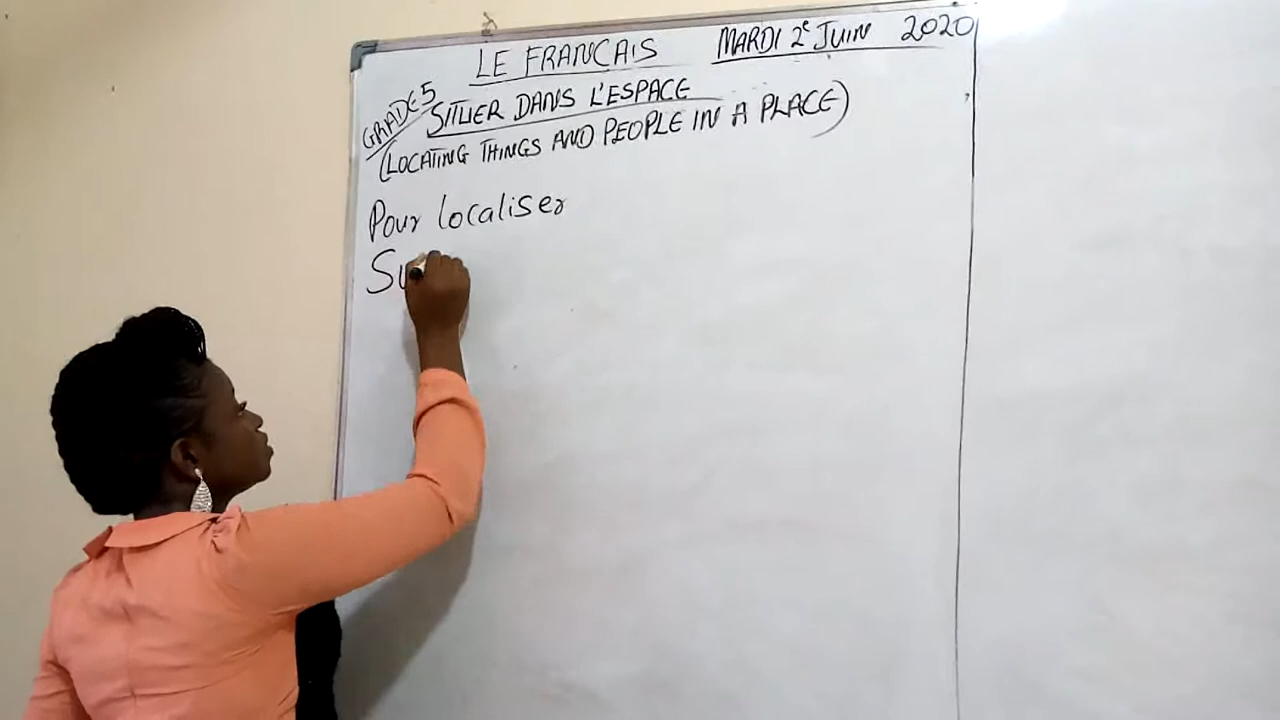 LE FRANCAIS MARDI 2e JUIN 2020
GRADE 5
SITUER DANS L'ESPACE
(LOCATING THINGS AND PEOPLE IN A PLACE)
Pour localiser
Su